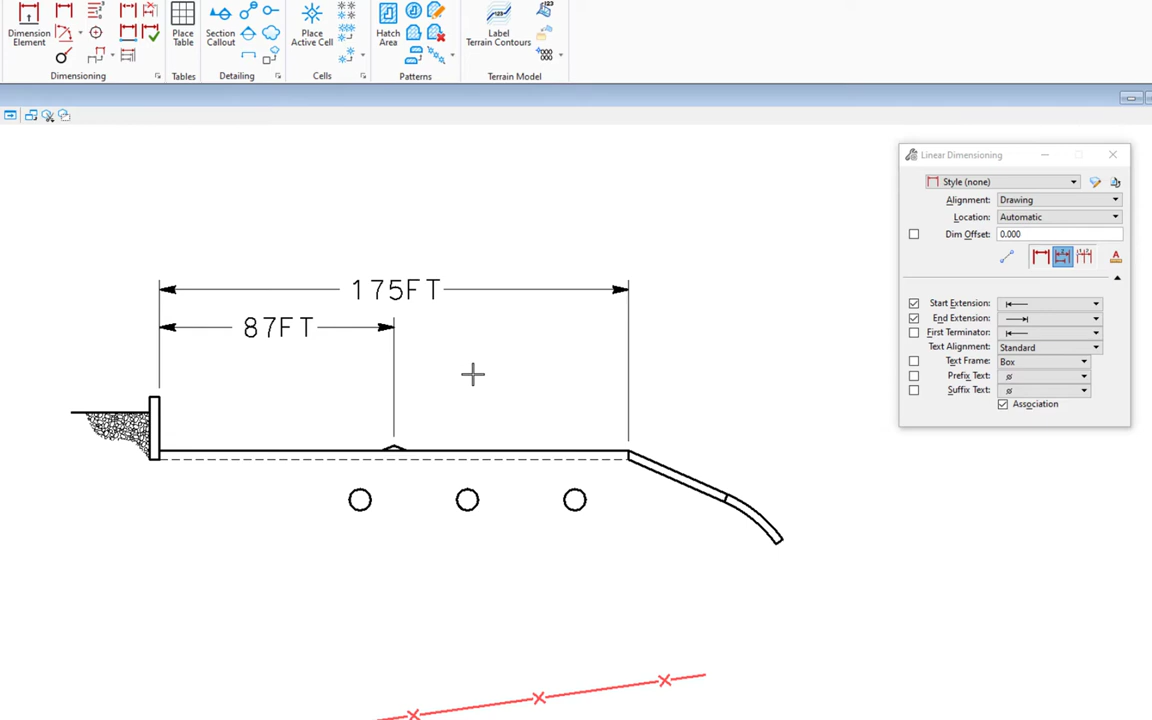 Dimension
Element
Place
Table
Section
Callout
Place
Active Cell
Hatch
Area
Label
Terrain Contours
Dimensioning
Tables
Detailing
Cells
Patterns
Terrain Model
Linear Dimensioning
Style (none)
Alignment: Drawing
Location: Automatic
Dim Offset: 0.000
Start Extension:
End Extension:
First Terminator:
Text Alignment: Standard
Text Frame: Box
Prefix Text: ø
Suffix Text: ø
Association
175FT
87FT